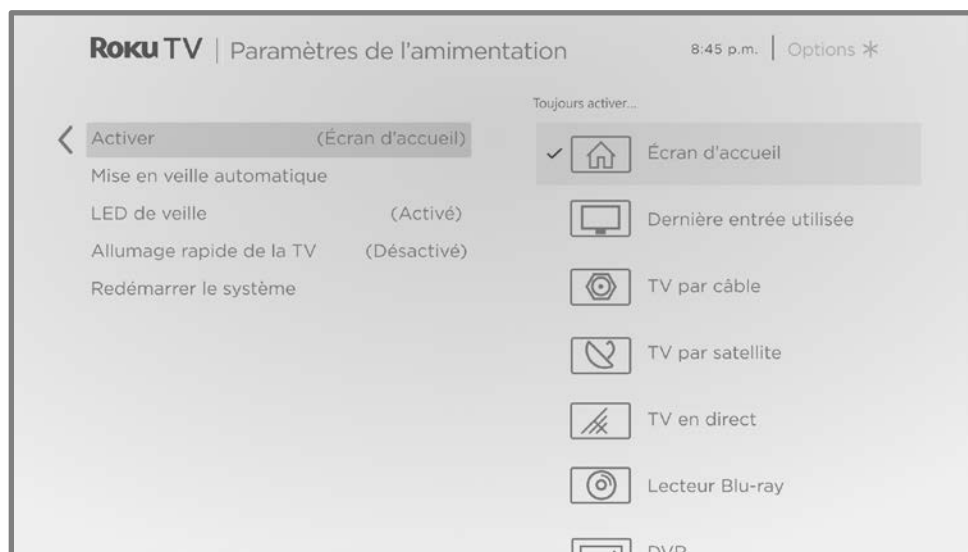 Roku TV | Paramètres de l'amimentation
8:45 p.m. | Options *
Activer (Écran d'accueil)
Mise en veille automatique
LED de veille (Activé)
Allumage rapide de la TV (Désactivé)
Redémarrer le système
Toujours activer...
Écran d'accueil
Dernière entrée utilisée
TV par câble
TV par satellite
TV en direct
Lecteur Blu-ray
DVR